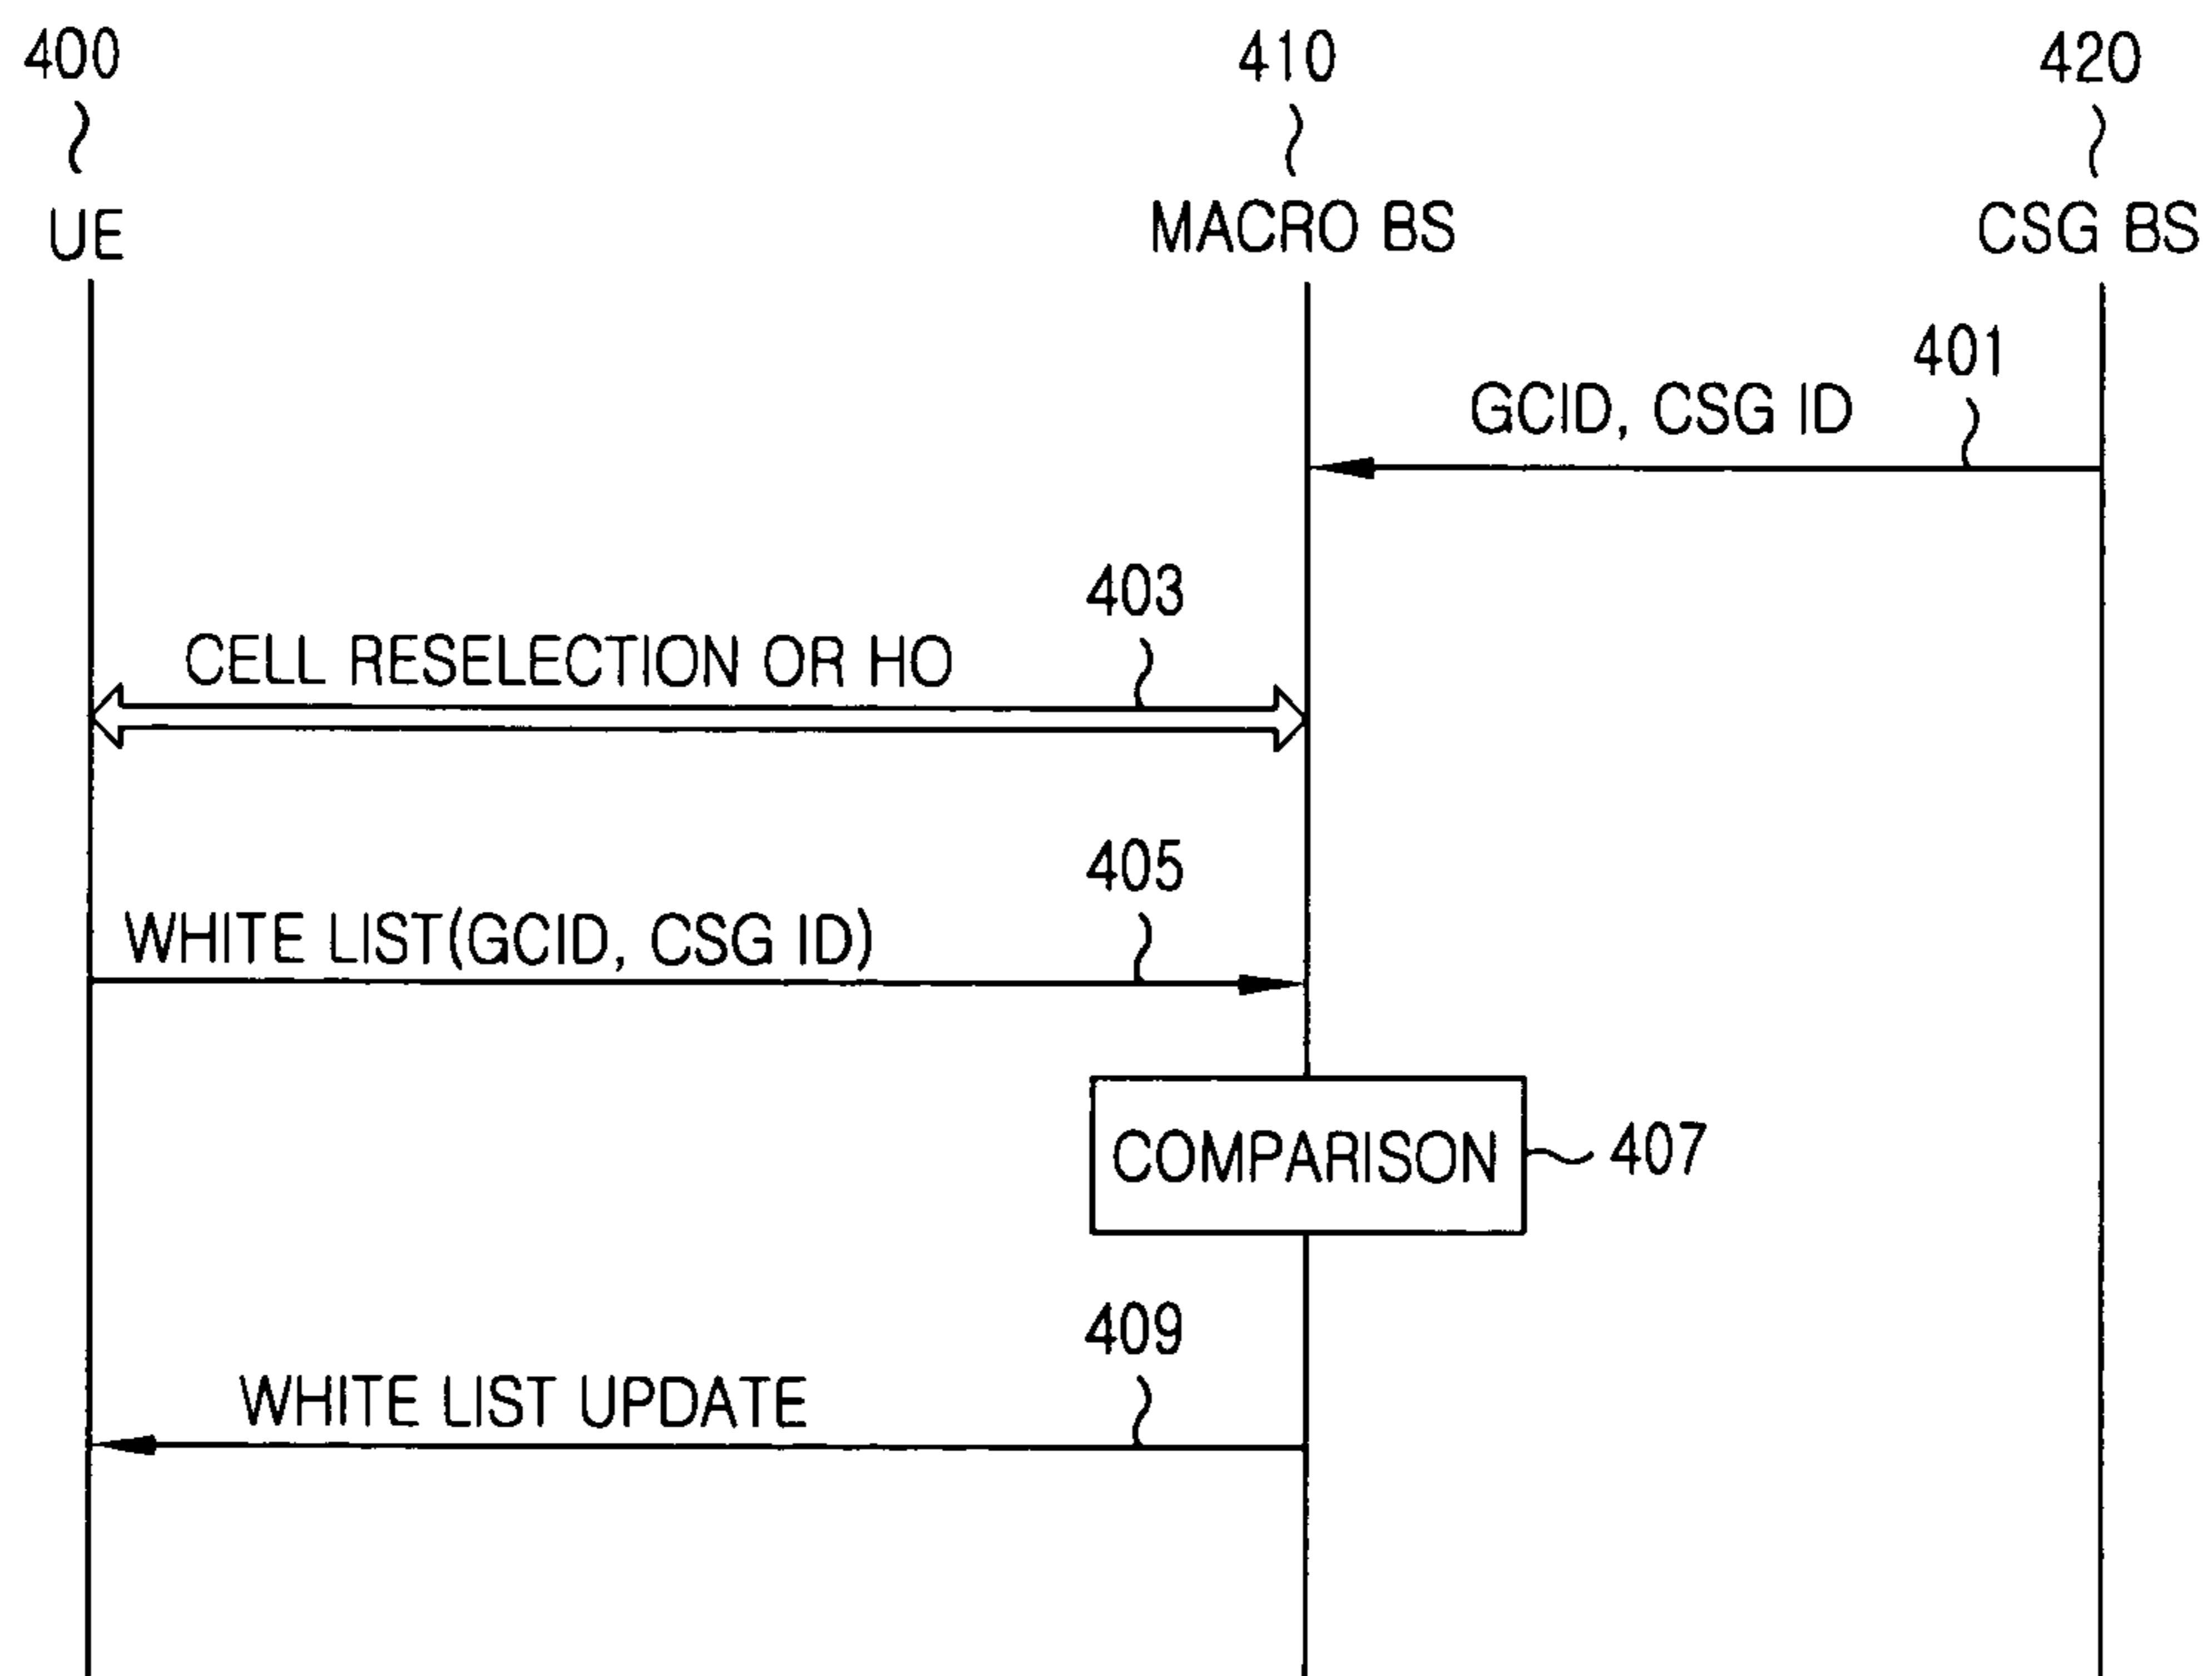 400
410
420
UE
MACRO BS
CSG BS
401
GCID, CSG ID
403
CELL RESELECTION OR HO
405
WHITE LIST(GCID, CSG ID)
COMPARISON
407
409
WHITE LIST UPDATE